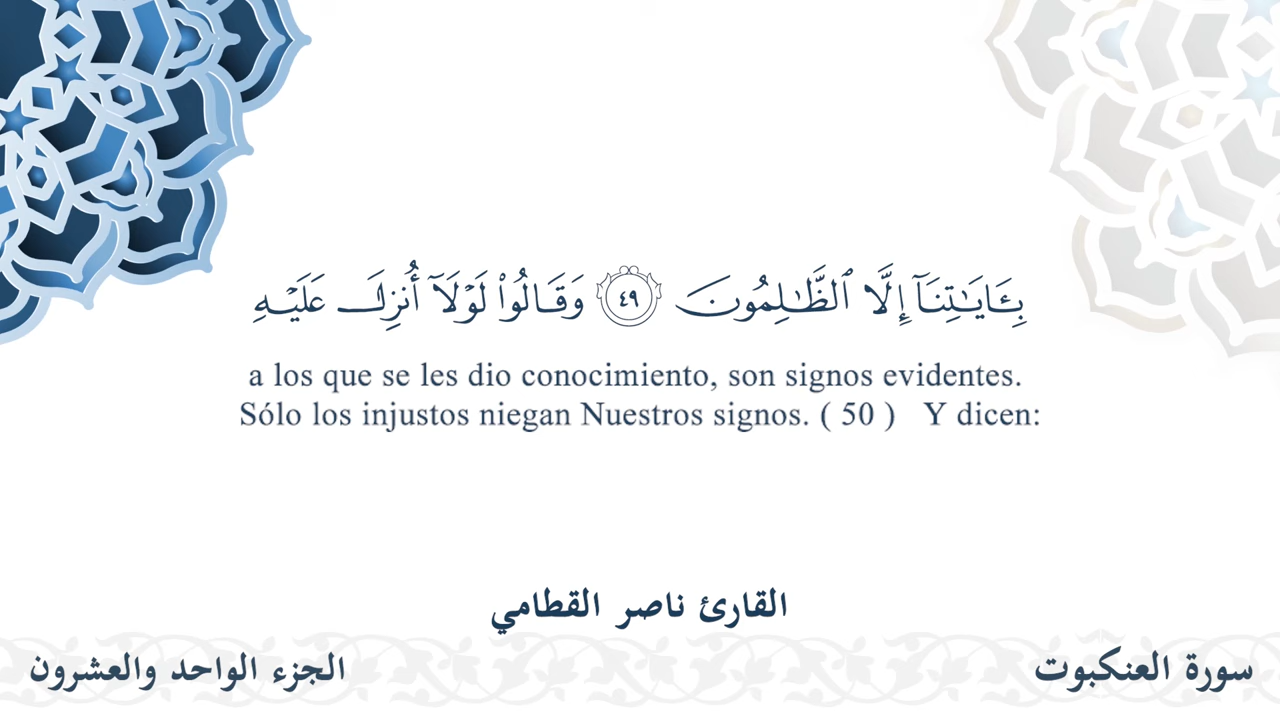 بِـَٔايَـٰتِنَآ إِلَّا ٱلظَّـٰلِمُونَ ٤٩ وَقَالُوا۟ لَوْلَآ أُنزِلَ عَلَيْهِ
a los que se les dio conocimiento, son signos evidentes.
Sólo los injustos niegan Nuestros signos. ( 50 ) Y dicen:
القارئ ناصر القطامي
سورة العنكبوت
الجزء الواحد والعشرون